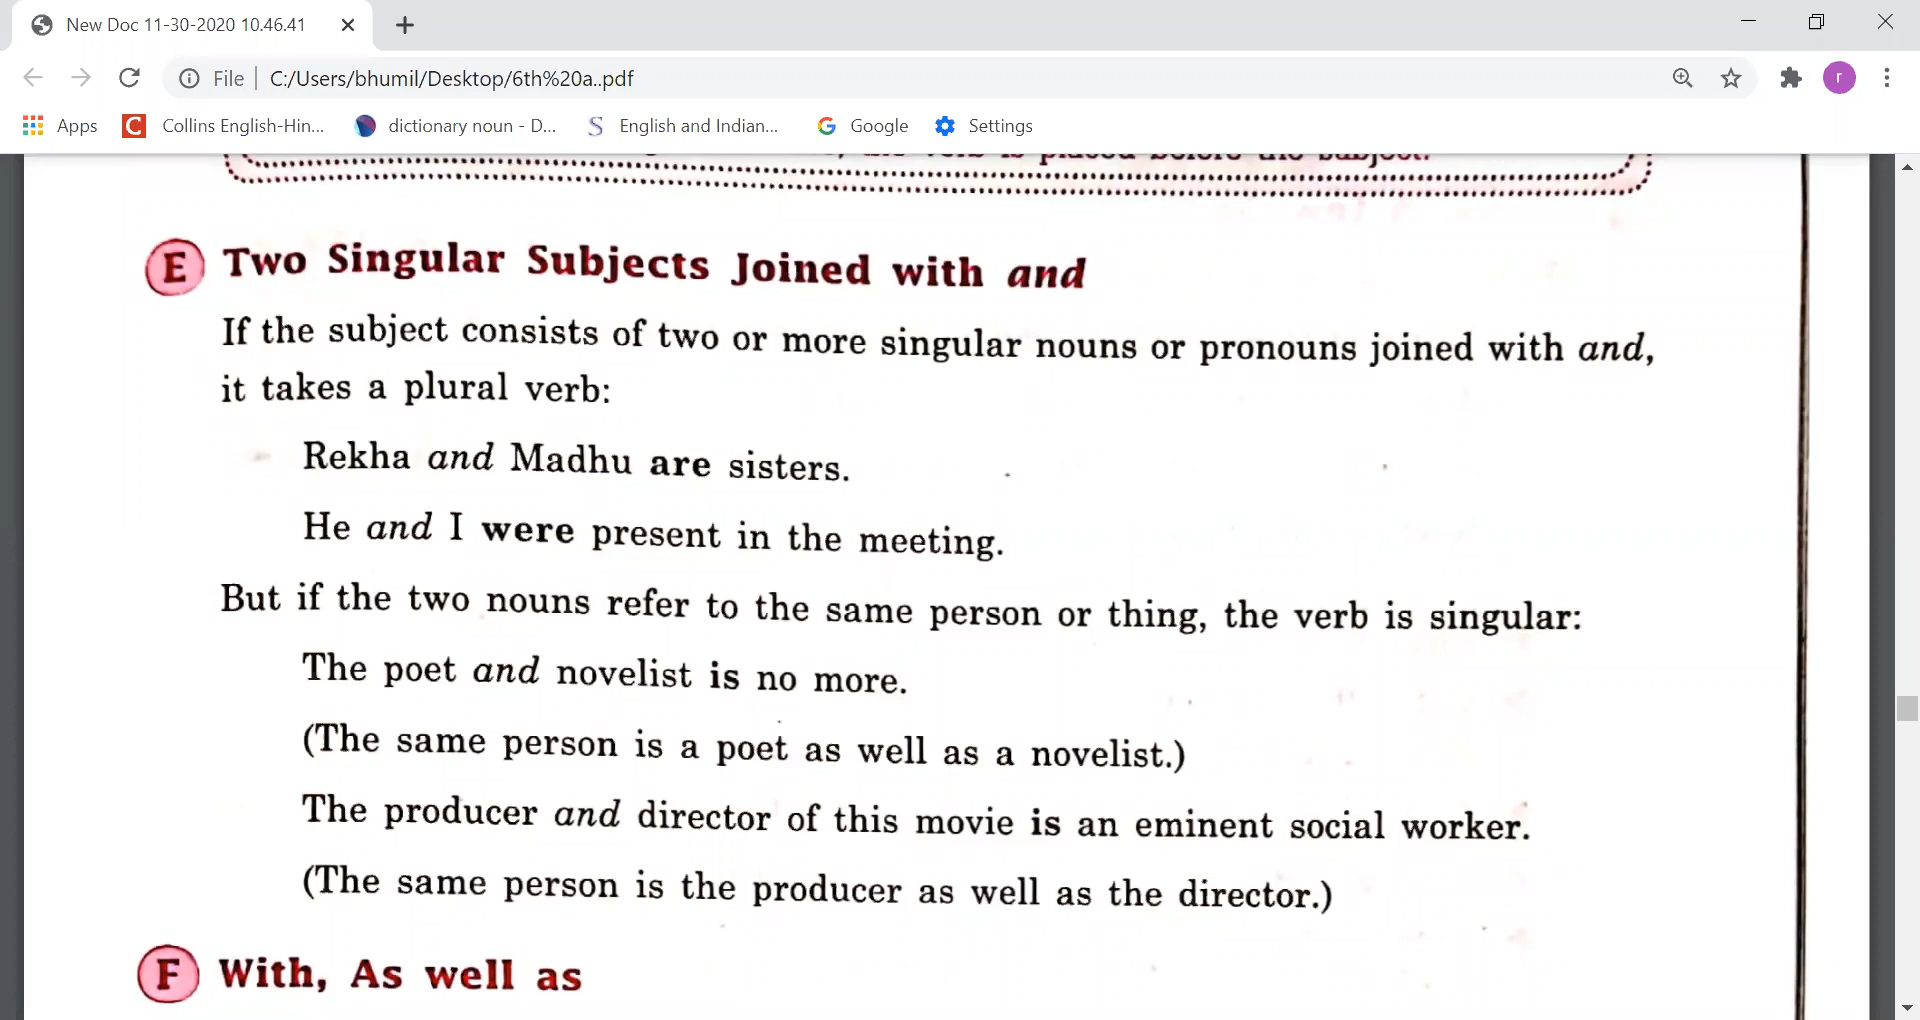 New Doc 11-30-2020 10.46.41
File C:/Users/bhumil/Desktop/6th%20a..pdf
r
Apps Collins English-Hin... dictionary noun - D... English and Indian... Google Settings
is placed before the subject.
E Two Singular Subjects Joined with and
If the subject consists of two or more singular nouns or pronouns joined with and,
it takes a plural verb:
Rekha and Madhu are sisters.
He and I were present in the meeting.
But if the two nouns refer to the same person or thing, the verb is singular:
The poet and novelist is no more.
(The same person is a poet as well as a novelist.)
The producer and director of this movie is an eminent social worker.
(The same person is the producer as well as the director.)
F With, As well as